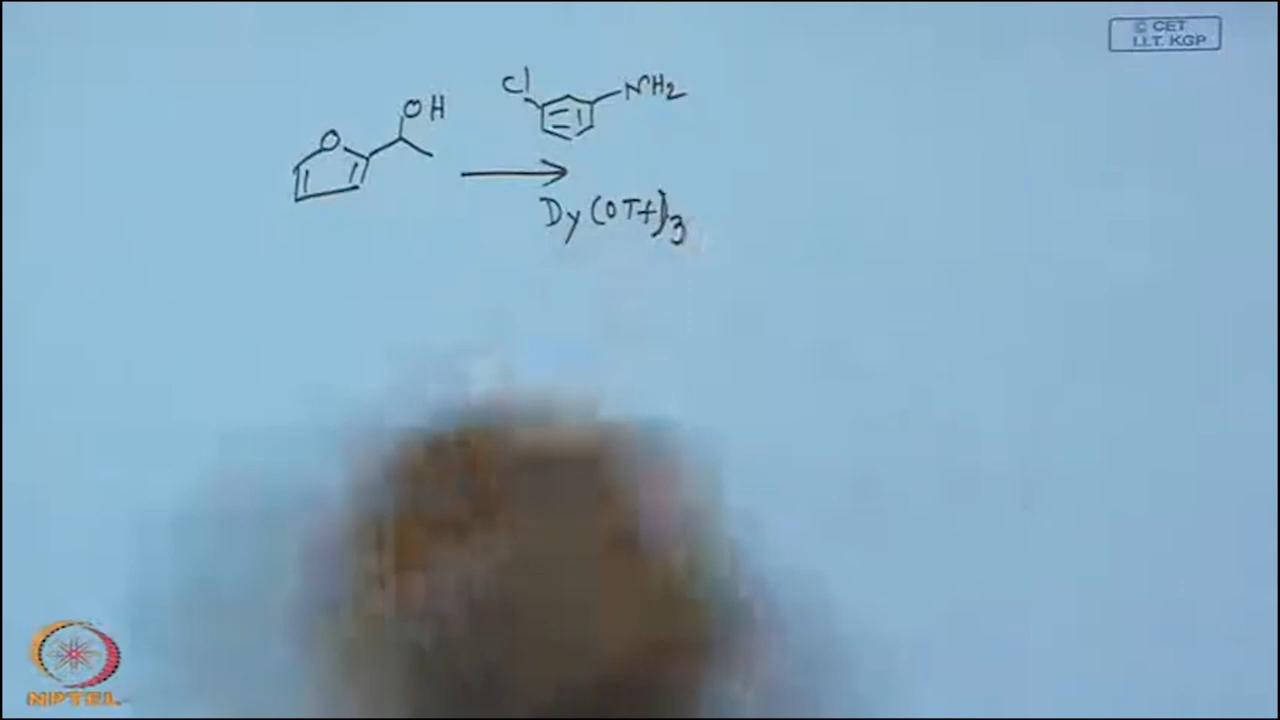 © CET
I.I.T. KGP
Cl
NH2
OH
O
Dy(OTf)3
NPTEL